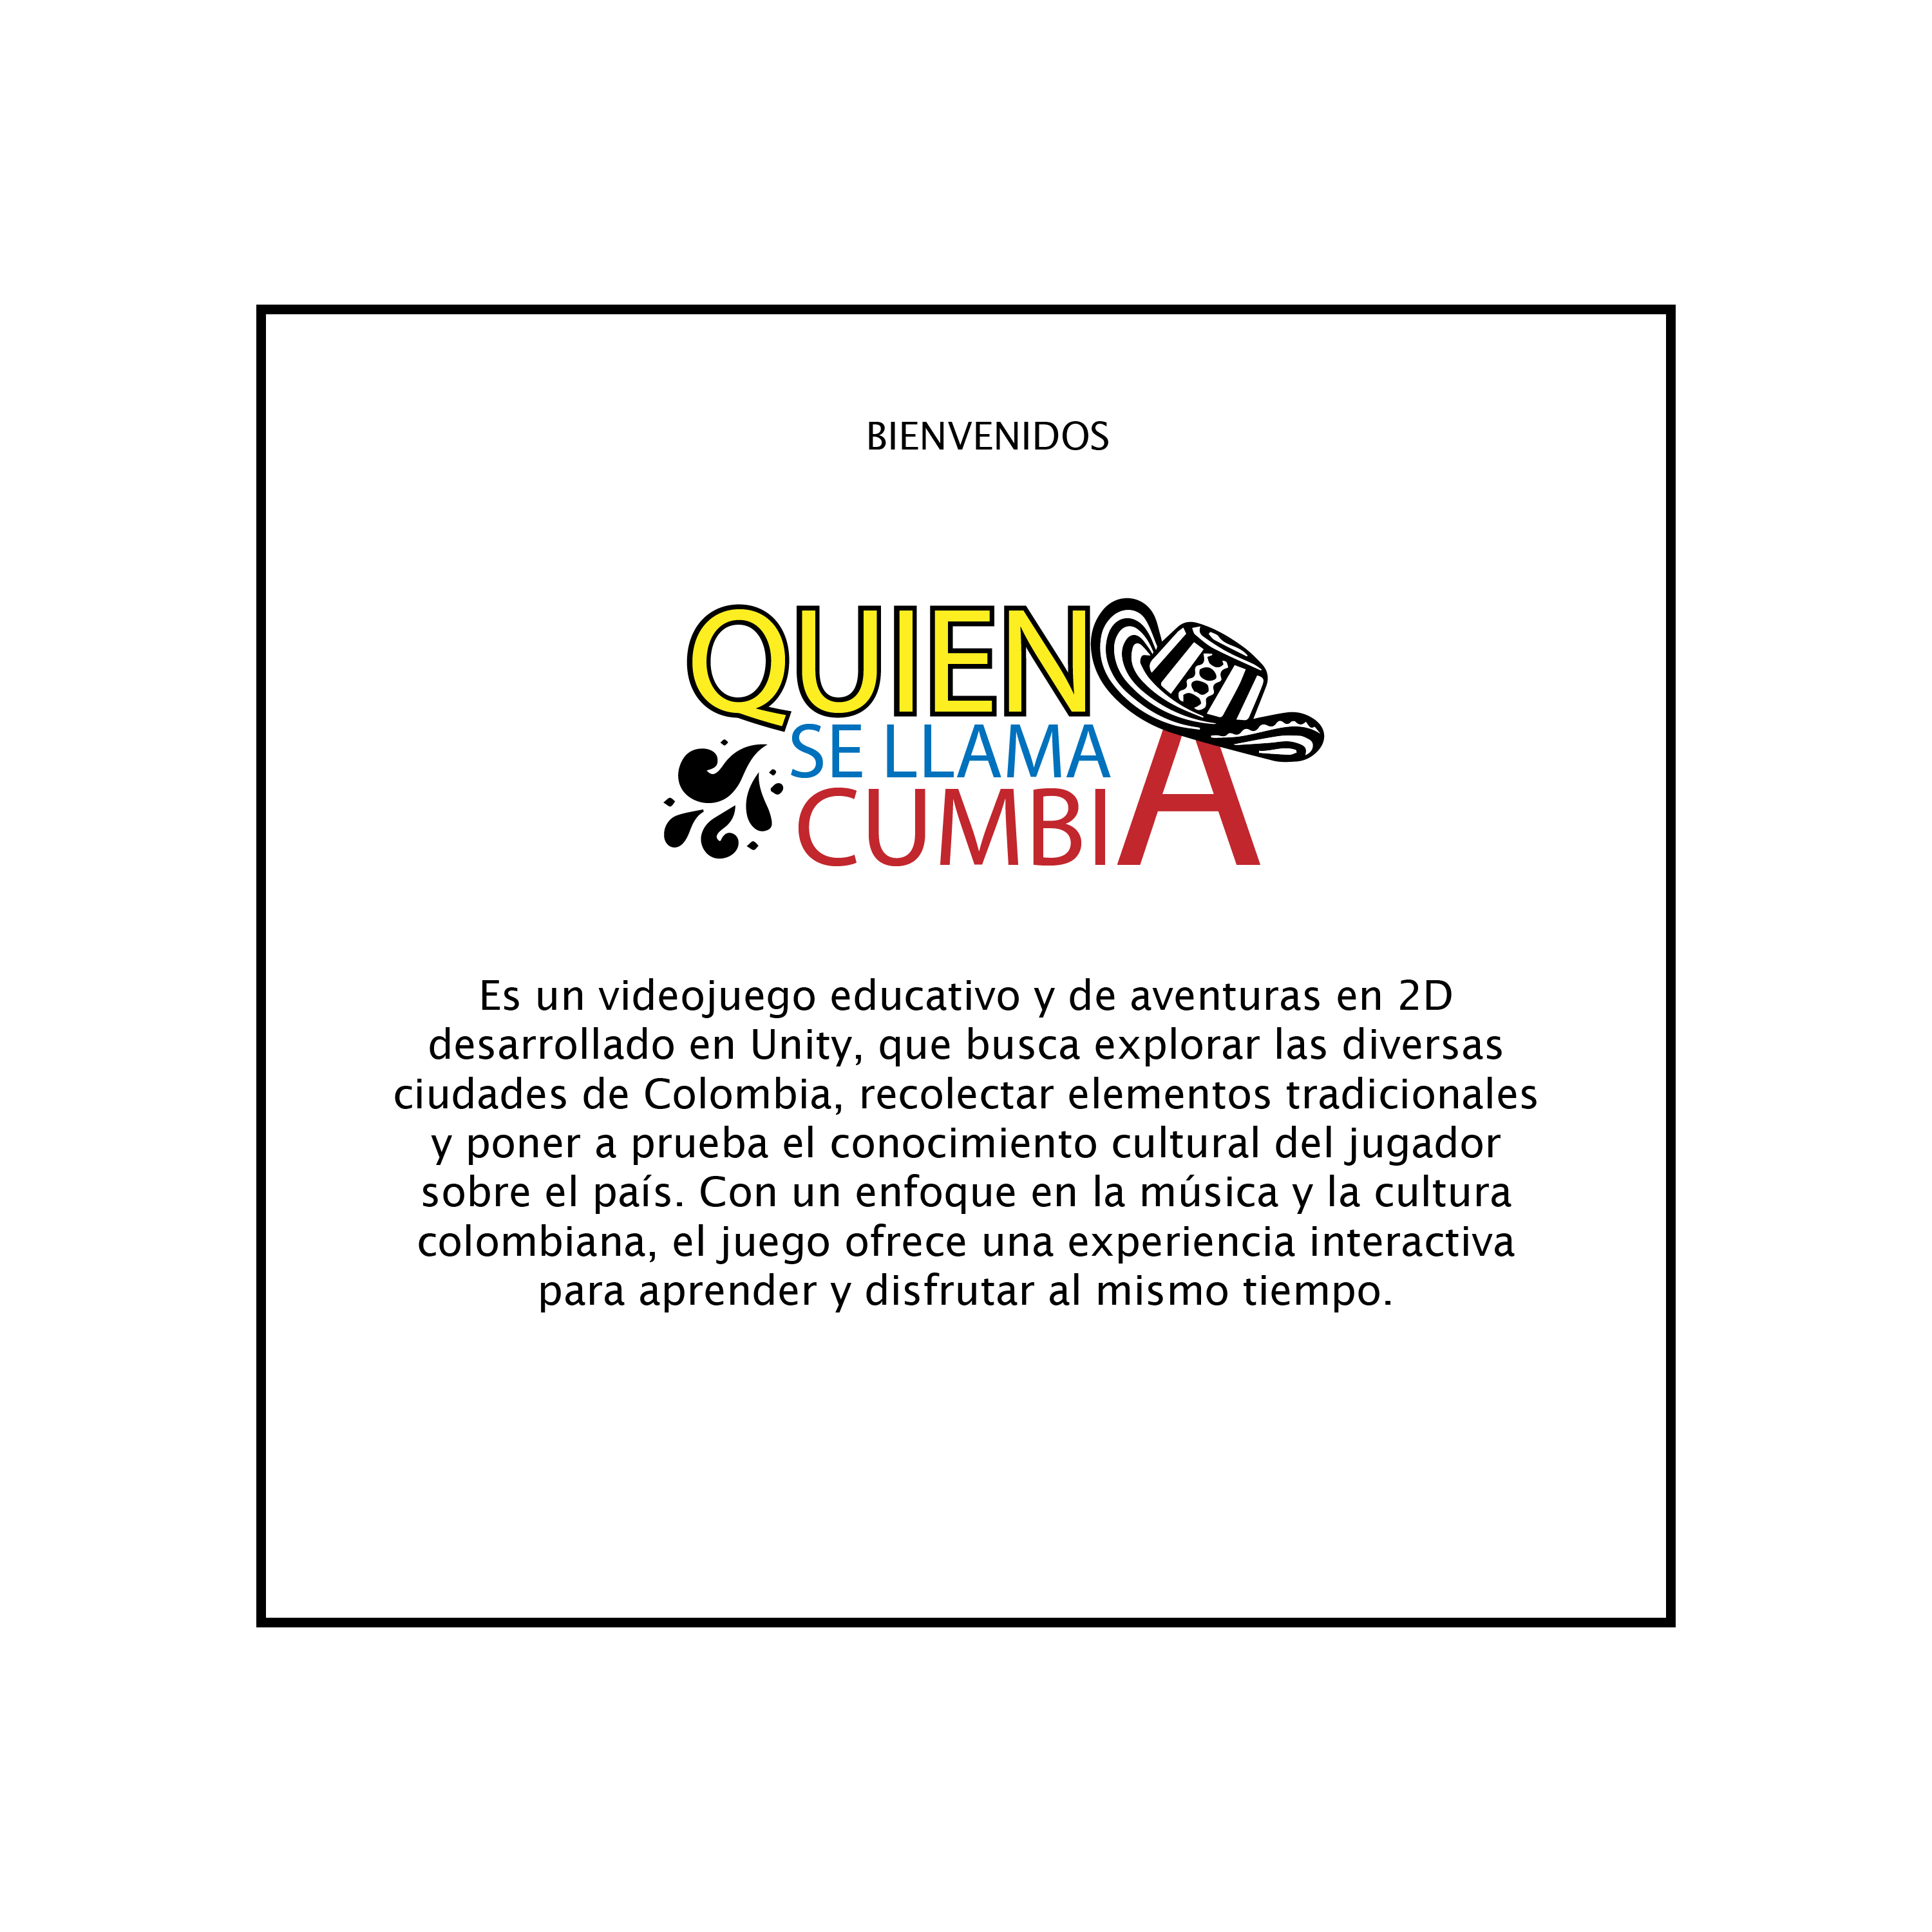 BIENVENIDOS
QUIEN
SE LLAMA
CUMBIA
Es un videojuego educativo y de aventuras en 2D
desarrollado en Unity, que busca explorar las diversas
ciudades de Colombia, recolectar elementos tradicionales
y poner a prueba el conocimiento cultural del jugador
sobre el país. Con un enfoque en la música y la cultura
colombiana, el juego ofrece una experiencia interactiva
para aprender y disfrutar al mismo tiempo.